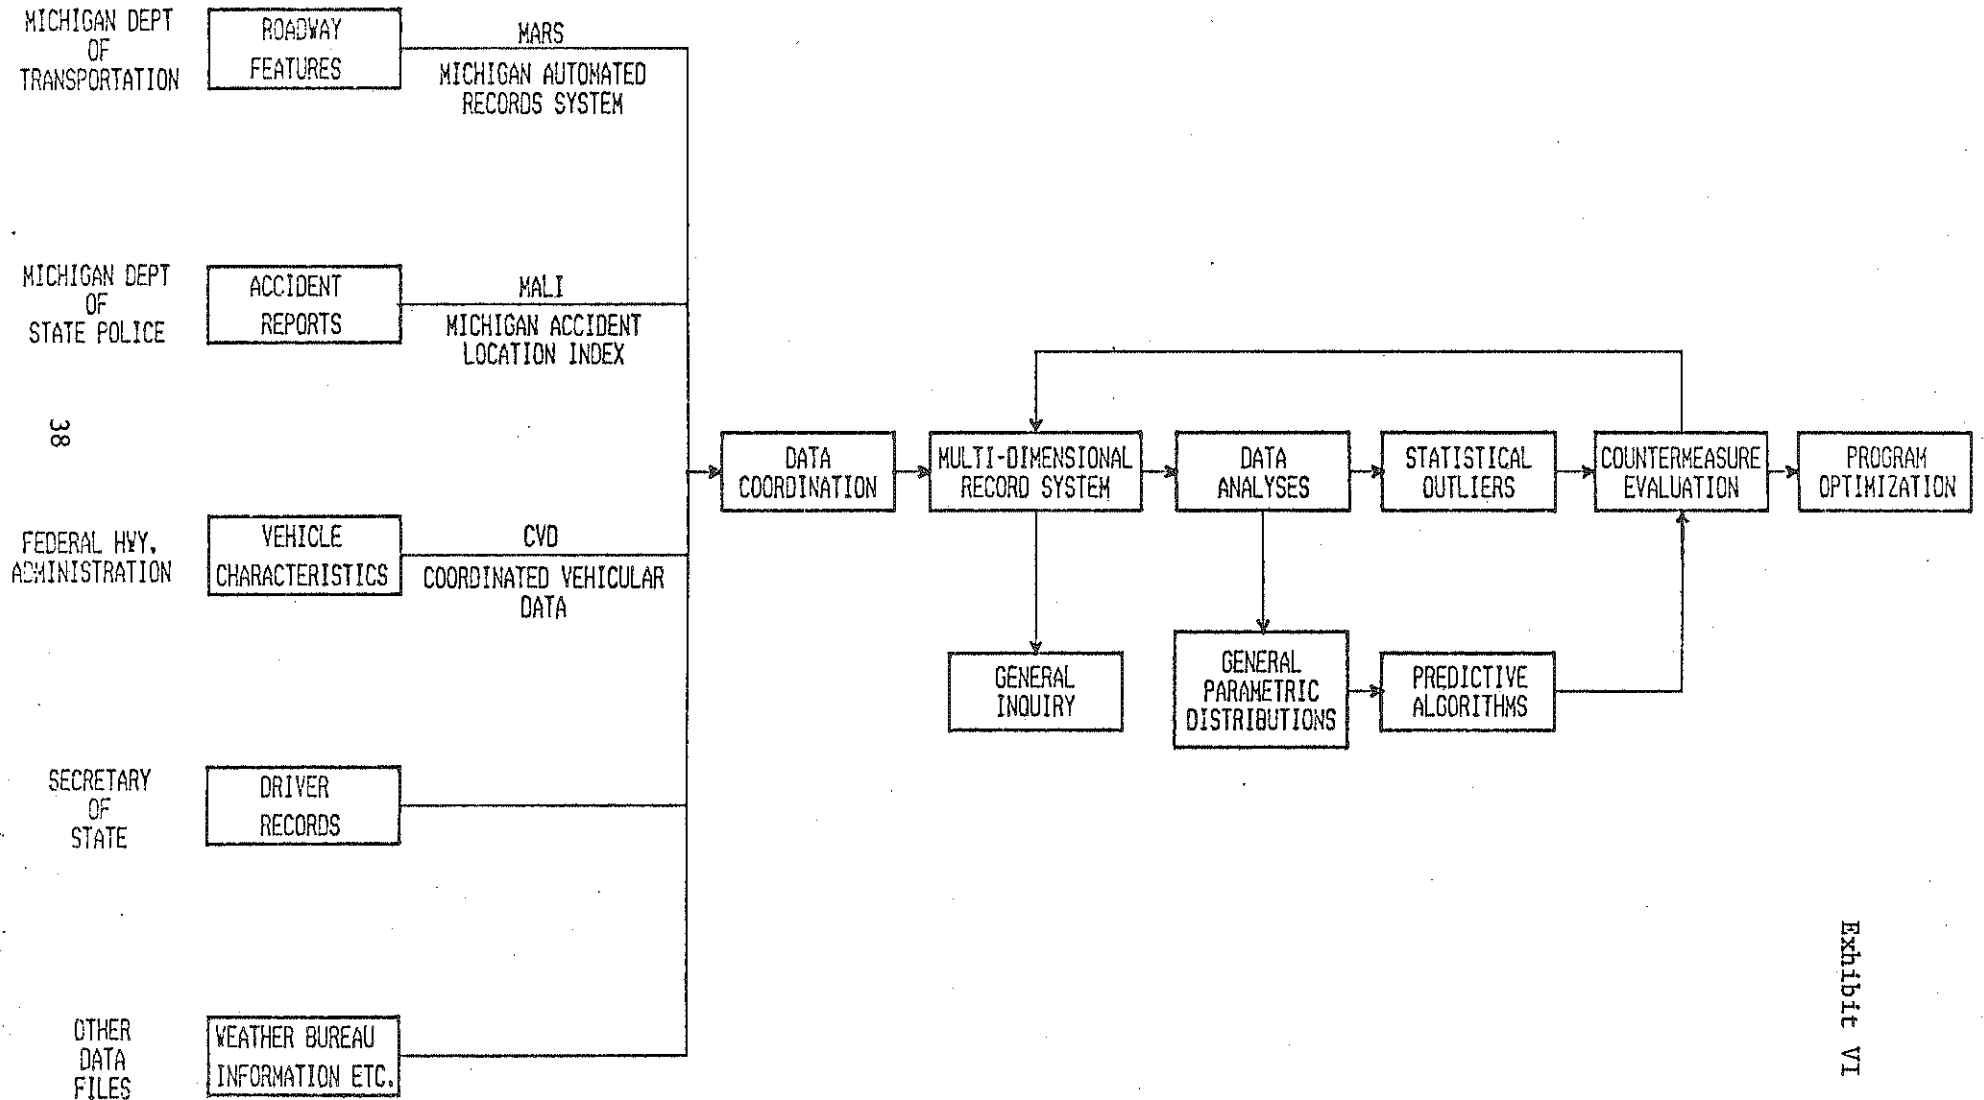 MICHIGAN DEPT
OF
TRANSPORTATION
ROADWAY
FEATURES
MARS
MICHIGAN AUTOMATED
RECORDS SYSTEM
MICHIGAN DEPT
OF
STATE POLICE
ACCIDENT
REPORTS
MALI
MICHIGAN ACCIDENT
LOCATION INDEX
38
FEDERAL HWY.
ADMINISTRATION
VEHICLE
CHARACTERISTICS
CVD
COORDINATED VEHICULAR
DATA
SECRETARY
OF
STATE
DRIVER
RECORDS
OTHER
DATA
FILES
WEATHER BUREAU
INFORMATION ETC.
DATA
COORDINATION
MULTI-DIMENSIONAL
RECORD SYSTEM
DATA
ANALYSES
STATISTICAL
OUTLIERS
COUNTERMEASURE
EVALUATION
PROGRAM
OPTIMIZATION
GENERAL
INQUIRY
GENERAL
PARAMETRIC
DISTRIBUTIONS
PREDICTIVE
ALGORITHMS
Exhibit VI